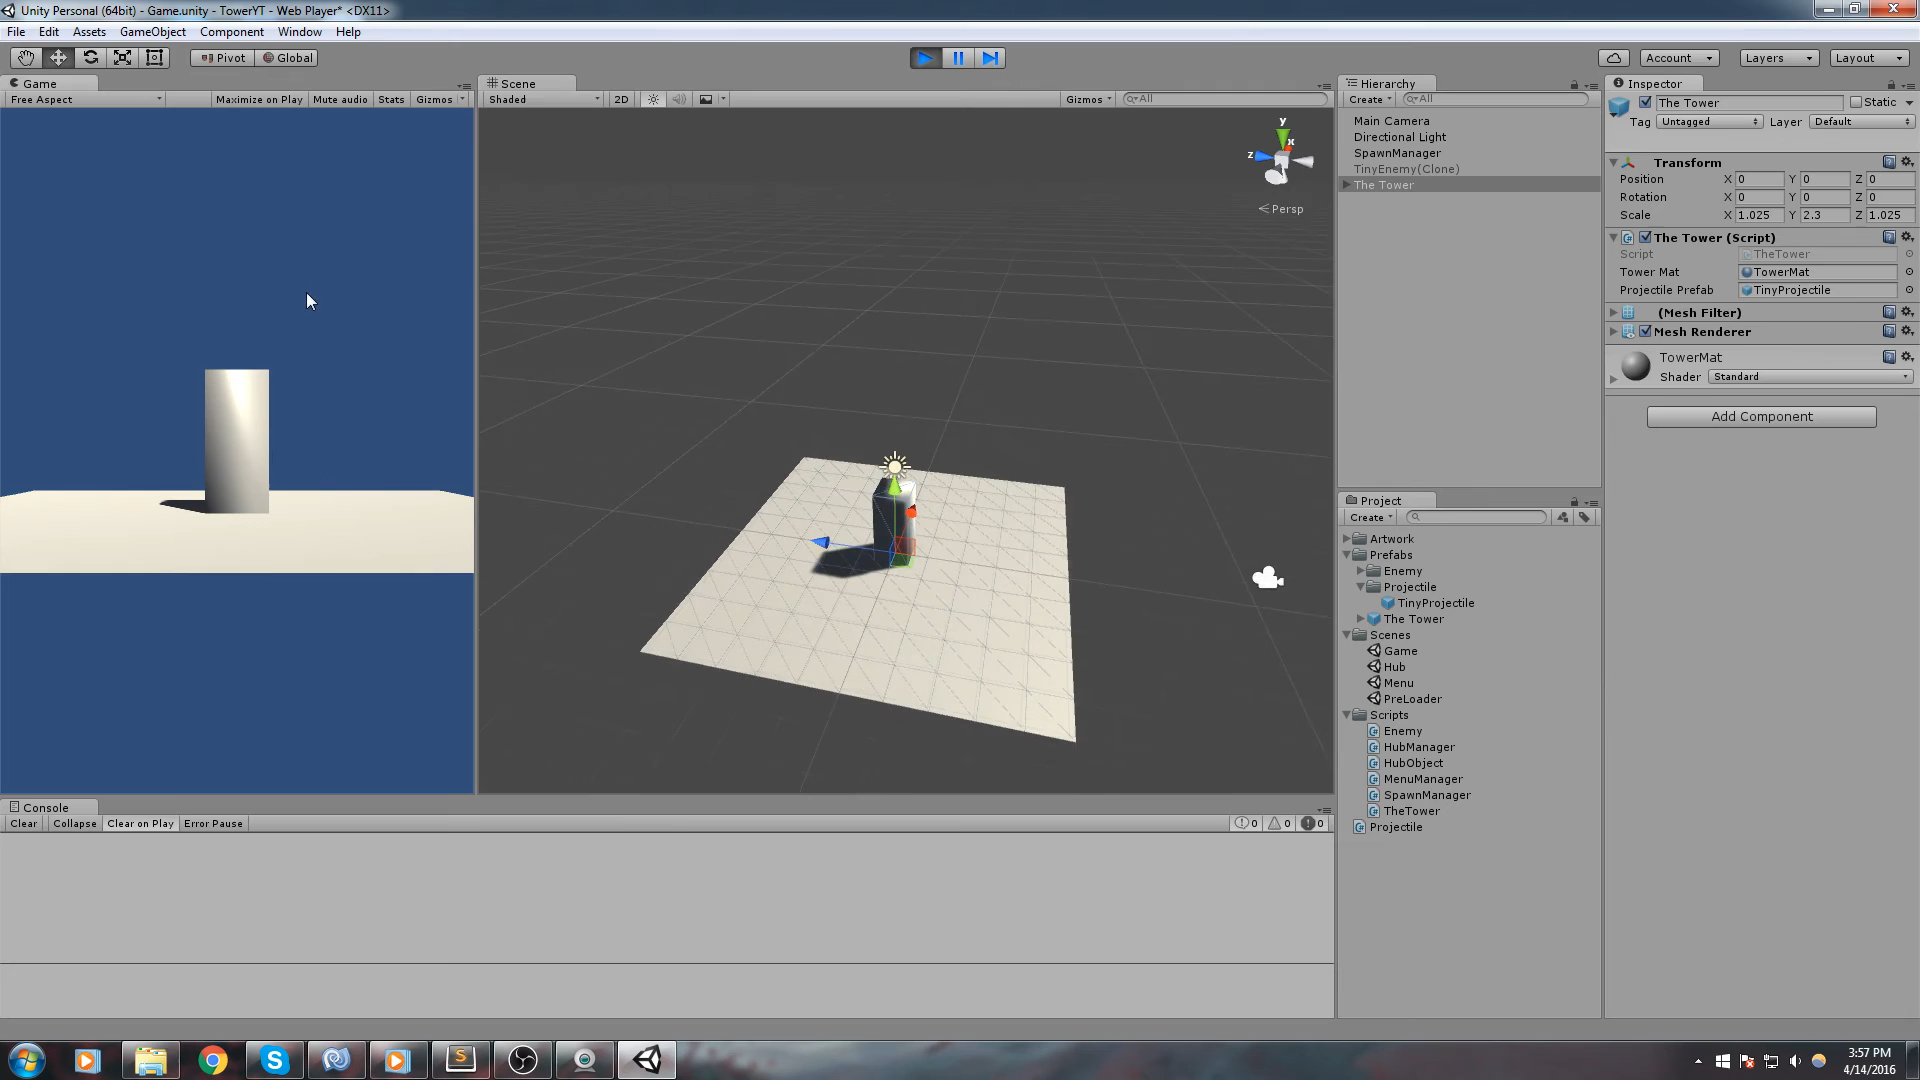 Unity Personal (64bit) - Game.unity - TowerYT - Web Player* <DX11>
File Edit Assets GameObject Component Window Help
Pivot Global Account Layers Layout
Game
Free Aspect Maximize on Play Mute audio Stats Gizmos
Scene
Shaded 2D Gizmos All
y
x
z
Persp
Hierarchy
Create All
Main Camera
Directional Light
SpawnManager
TinyEnemy(Clone)
The Tower
Inspector
The Tower Static
Tag Untagged Layer Default
Transform
Position X 0 Y 0 Z 0
Rotation X 0 Y 0 Z 0
Scale X 1.025 Y 2.3 Z 1.025
The Tower (Script)
Script TheTower
Tower Mat TowerMat
Projectile Prefab TinyProjectile
(Mesh Filter)
Mesh Renderer
TowerMat
Shader Standard
Add Component
Project
Create
Artwork
Prefabs
Enemy
Projectile
TinyProjectile
The Tower
Scenes
Game
Hub
Menu
PreLoader
Scripts
Enemy
HubManager
HubObject
MenuManager
SpawnManager
TheTower
Projectile
Console
Clear Collapse Clear on Play Error Pause 0 0 0
3:57 PM
4/14/2016